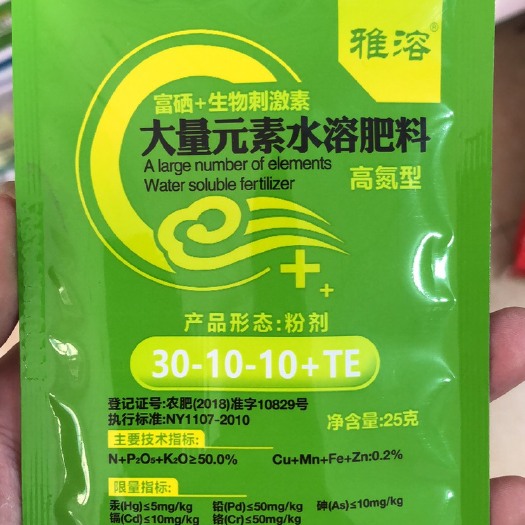 雅溶®
富硒+生物刺激素
大量元素水溶肥料
A large number of elements
Water soluble fertilizer
高氮型
产品形态:粉剂
30-10-10+TE
登记证号:农肥(2018)准字10829号
执行标准:NY1107-2010
净含量:25克
主要技术指标:
N+P₂O₅+K₂O≥50.0% Cu+Mn+Fe+Zn:0.2%
限量指标:
汞(Hg)≤5mg/kg 铅(Pd)≤50mg/kg 砷(As)≤10mg/kg
镉(Cd)≤10mg/kg 铬(Cr)≤50mg/kg